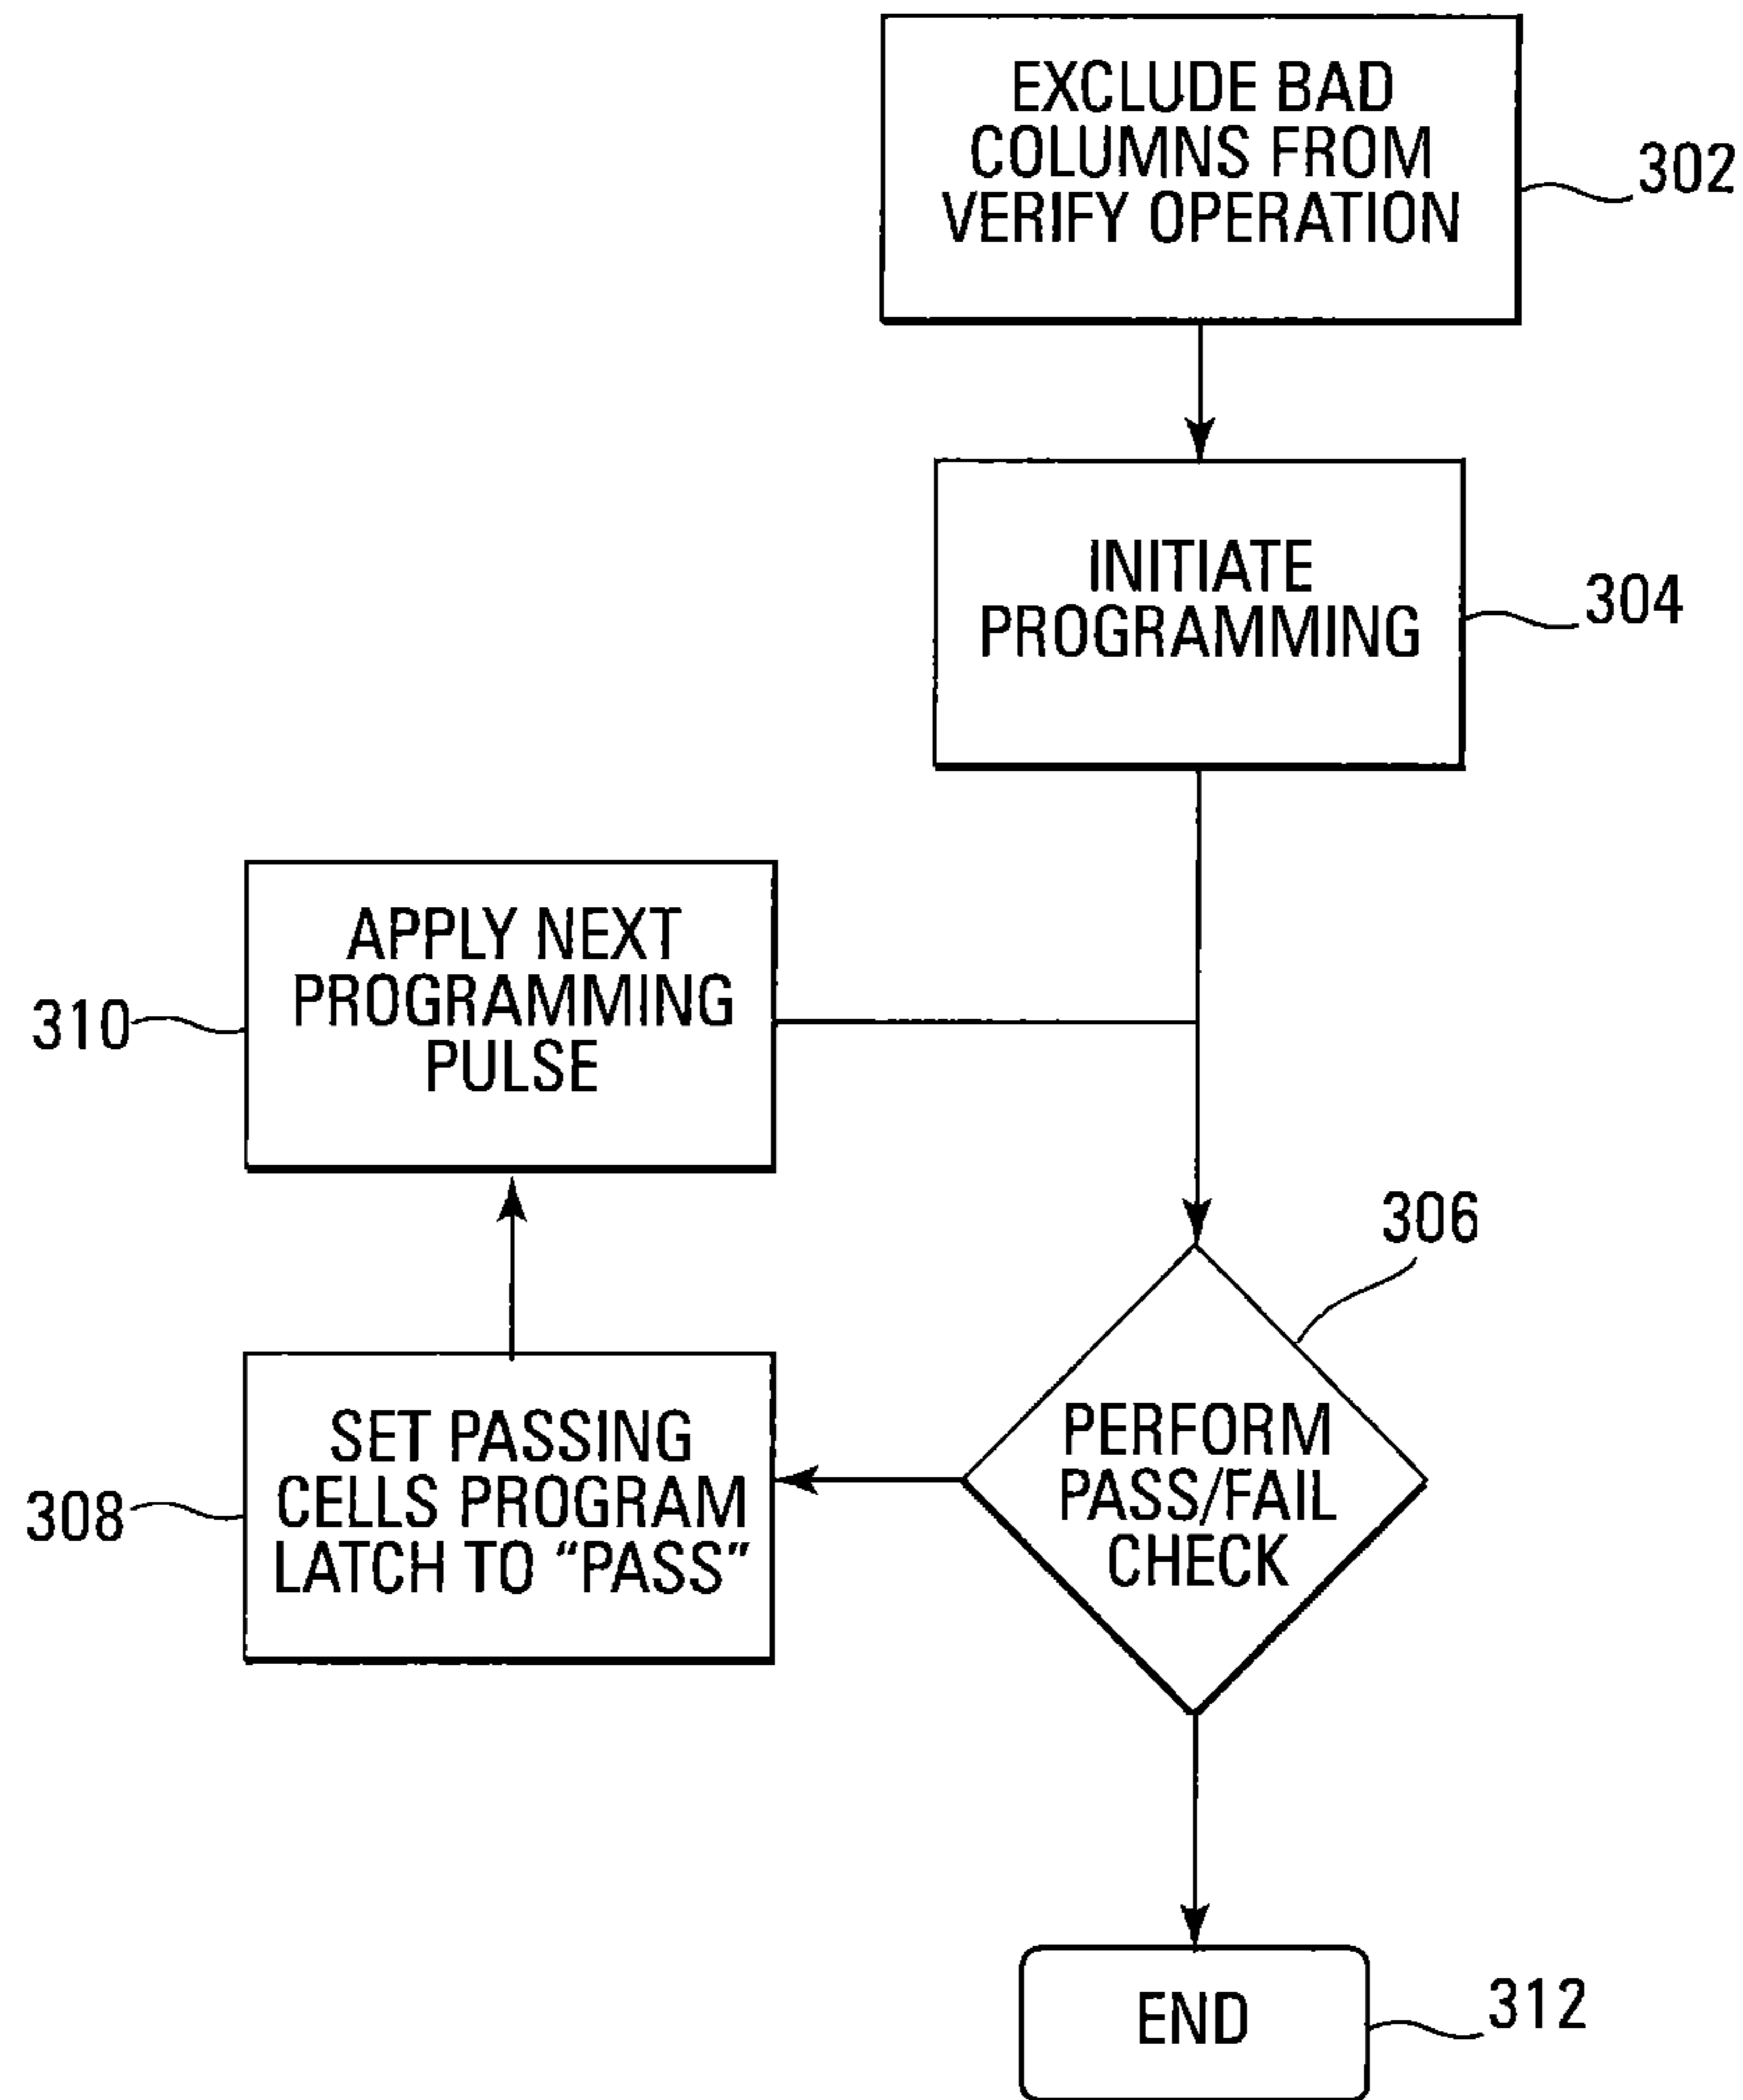 EXCLUDE BAD
COLUMNS FROM
VERIFY OPERATION
302
INITIATE
PROGRAMMING
304
APPLY NEXT
PROGRAMMING
PULSE
310
306
PERFORM
PASS/FAIL
CHECK
SET PASSING
CELLS PROGRAM
LATCH TO “PASS”
308
END
312